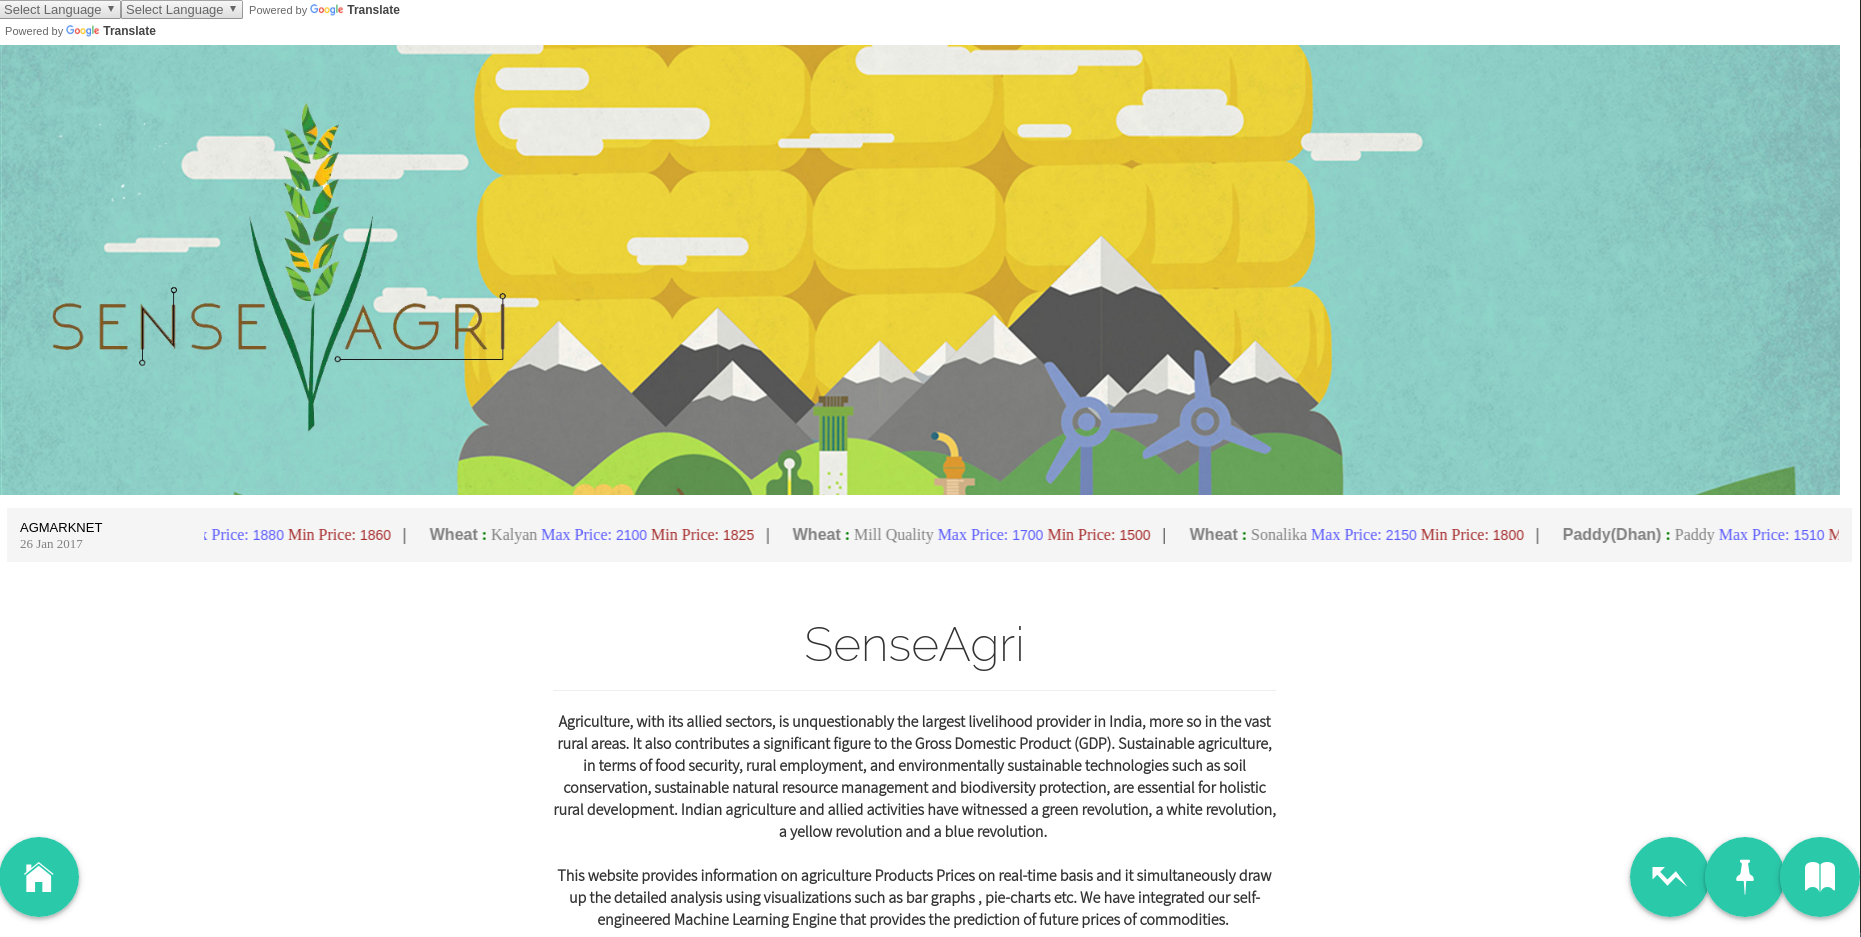 Select Language ▼ Select Language ▼ Powered by Google Translate
Powered by Google Translate
SENSE AGRI
AGMARKNET
26 Jan 2017
Price: 1880 Min Price: 1860 | Wheat : Kalyan Max Price: 2100 Min Price: 1825 | Wheat : Mill Quality Max Price: 1700 Min Price: 1500 | Wheat : Sonalika Max Price: 2150 Min Price: 1800 | Paddy(Dhan) : Paddy Max Price: 1510
SenseAgri
Agriculture, with its allied sectors, is unquestionably the largest livelihood provider in India, more so in the vast
rural areas. It also contributes a significant figure to the Gross Domestic Product (GDP). Sustainable agriculture,
in terms of food security, rural employment, and environmentally sustainable technologies such as soil
conservation, sustainable natural resource management and biodiversity protection, are essential for holistic
rural development. Indian agriculture and allied activities have witnessed a green revolution, a white revolution,
a yellow revolution and a blue revolution.
This website provides information on agriculture Products Prices on real-time basis and it simultaneously draw
up the detailed analysis using visualizations such as bar graphs , pie-charts etc. We have integrated our self-
engineered Machine Learning Engine that provides the prediction of future prices of commodities.